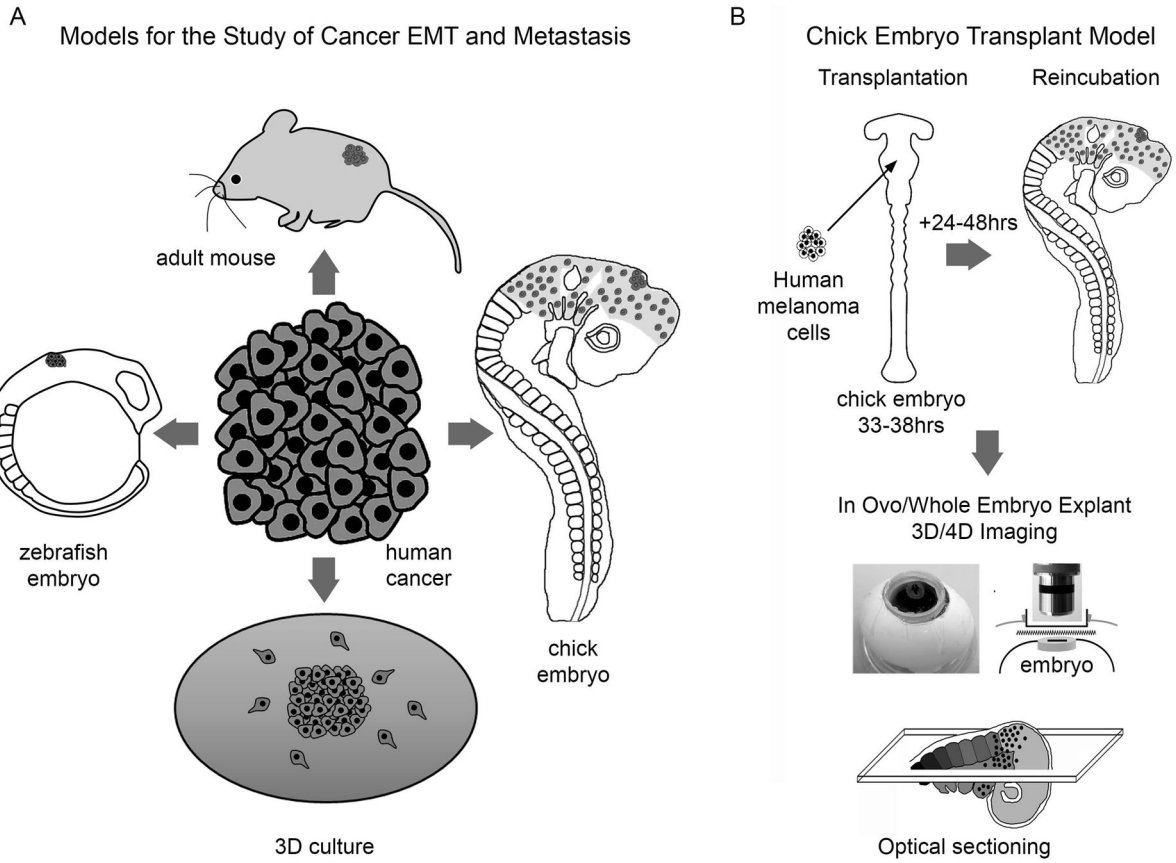 A
Models for the Study of Cancer EMT and Metastasis
adult mouse
zebrafish
embryo
human
cancer
chick
embryo
3D culture
B
Chick Embryo Transplant Model
Transplantation
Reincubation
+24-48hrs
Human
melanoma
cells
chick embryo
33-38hrs
In Ovo/Whole Embryo Explant
3D/4D Imaging
embryo
Optical sectioning